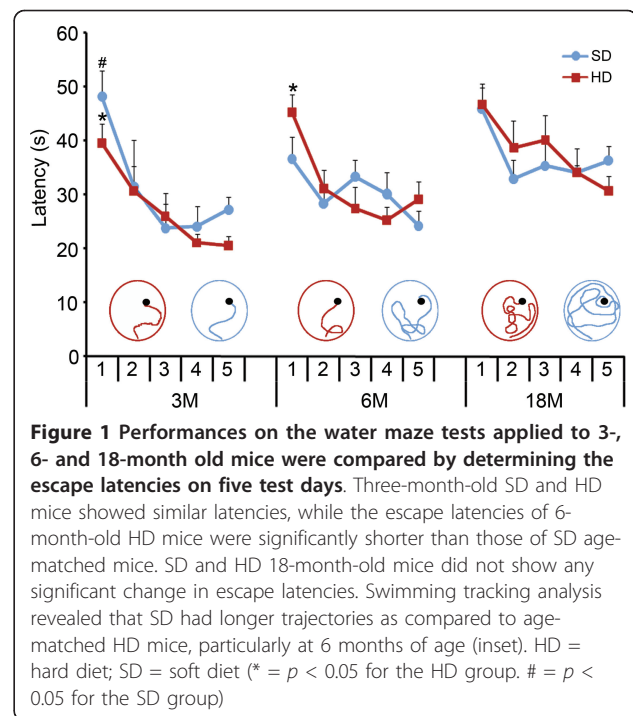 60
50
40
30
20
10
0
Latency (s)
#
*
*
SD
HD
1 2 3 4 5 1 2 3 4 5 1 2 3 4 5
3M 6M 18M
Figure 1 Performances on the water maze tests applied to 3-,
6- and 18-month old mice were compared by determining the
escape latencies on five test days. Three-month-old SD and HD
mice showed similar latencies, while the escape latencies of 6-
month-old HD mice were significantly shorter than those of SD age-
matched mice. SD and HD 18-month-old mice did not show any
significant change in escape latencies. Swimming tracking analysis
revealed that SD had longer trajectories as compared to age-
matched HD mice, particularly at 6 months of age (inset). HD =
hard diet; SD = soft diet (* = p < 0.05 for the HD group. # = p <
0.05 for the SD group)